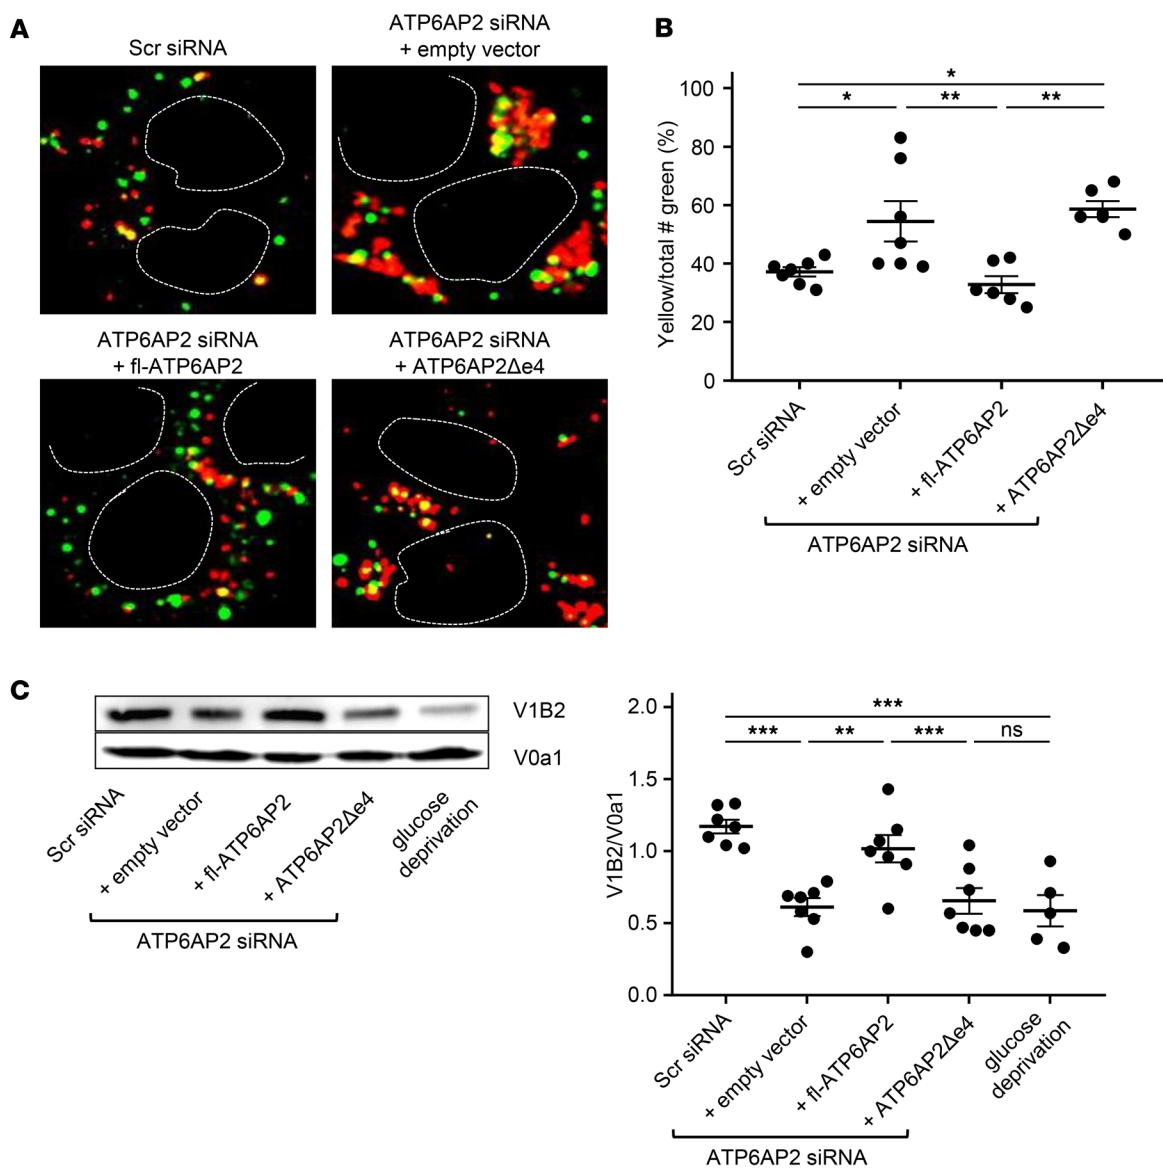 A
Scr siRNA
ATP6AP2 siRNA
+ empty vector
ATP6AP2 siRNA
+ fl-ATP6AP2
ATP6AP2 siRNA
+ ATP6AP2Δe4
B
Yellow/total # green (%)
100
80
60
40
20
0
*
*
**
**
Scr siRNA
+ empty vector
+ fl-ATP6AP2
+ ATP6AP2Δe4
ATP6AP2 siRNA
C
V1B2
V0a1
Scr siRNA
+ empty vector
+ fl-ATP6AP2
+ ATP6AP2Δe4
glucose
deprivation
ATP6AP2 siRNA
V1B2/V0a1
2.0
1.5
1.0
0.5
0.0
***
***
**
***
ns
Scr siRNA
+ empty vector
+ fl-ATP6AP2
+ ATP6AP2Δe4
glucose
deprivation
ATP6AP2 siRNA